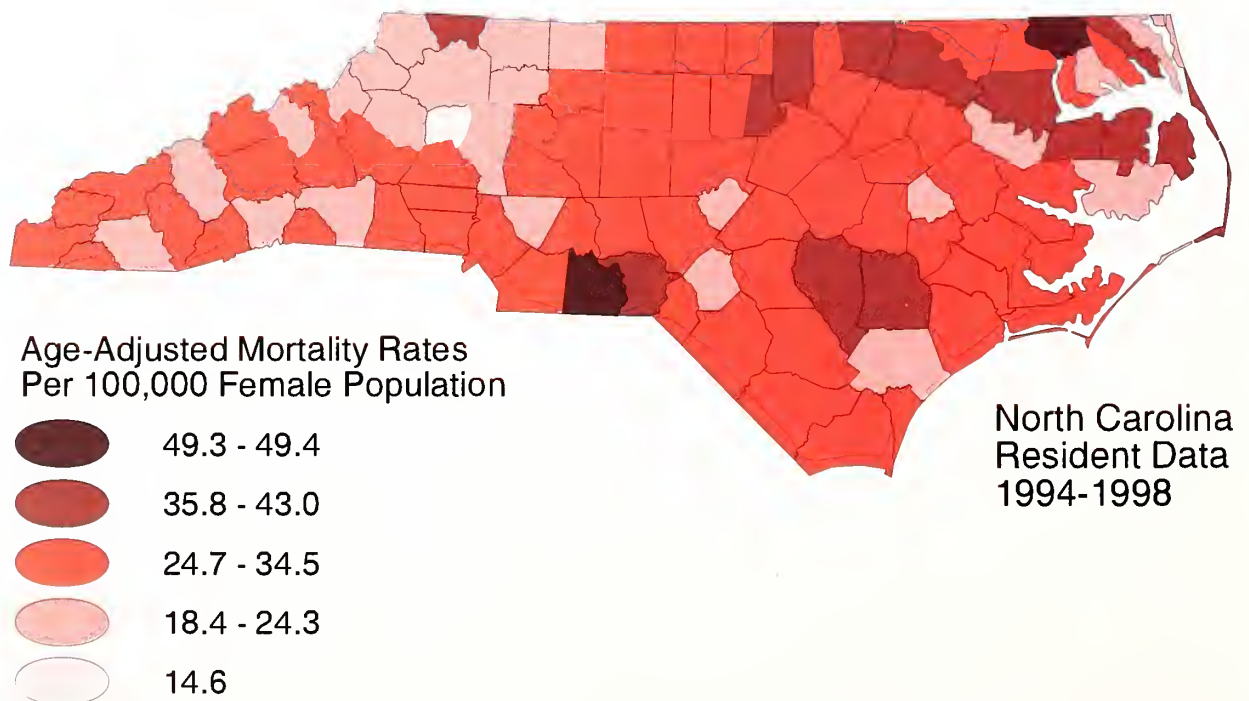 Age-Adjusted Mortality Rates
Per 100,000 Female Population
49.3 - 49.4
35.8 - 43.0
24.7 - 34.5
18.4 - 24.3
14.6
North Carolina
Resident Data
1994-1998